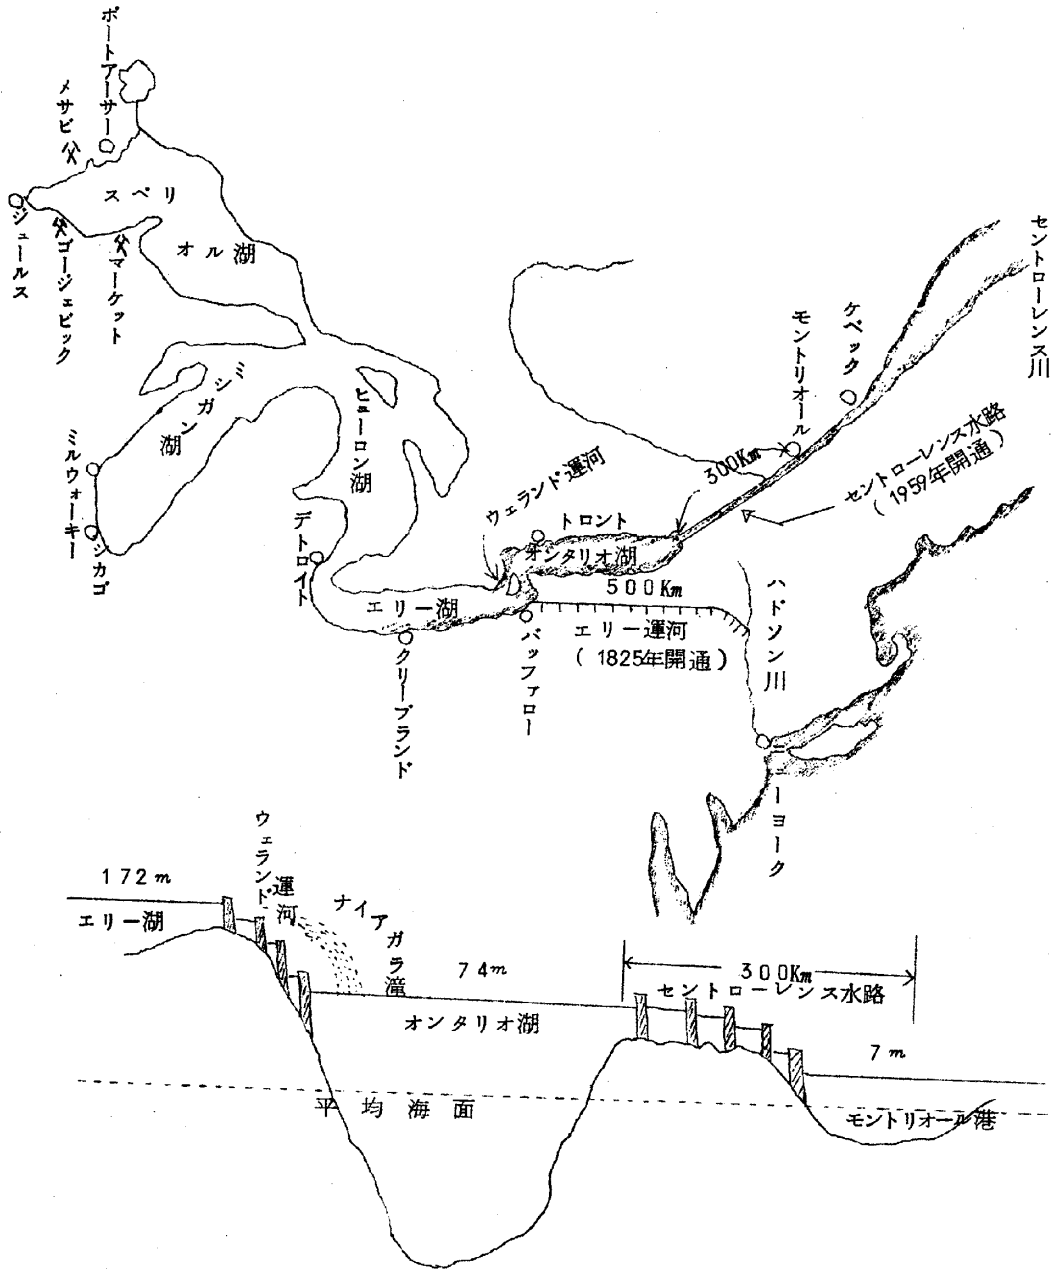 ポートアーサー
メサビ
スペリオル湖
ジュールス
ゴージェビック
マーケット
ミシガン湖
ヒューロン湖
ミルウォーキー
シカゴ
デトロイト
ウェランド運河
トロント
オンタリオ湖
エリー湖
クリーブランド
バッファロー
500Km
エリー運河
(1825年開通)
ハドソン川
ニューヨーク
300Km
モントリオール
ケベック
セントローレンス川
セントローレンス水路
(1959年開通)
172m
エリー湖
ウェランド運河
ナイアガラ滝
74m
オンタリオ湖
300Km
セントローレンス水路
7m
平均海面
モントリオール港